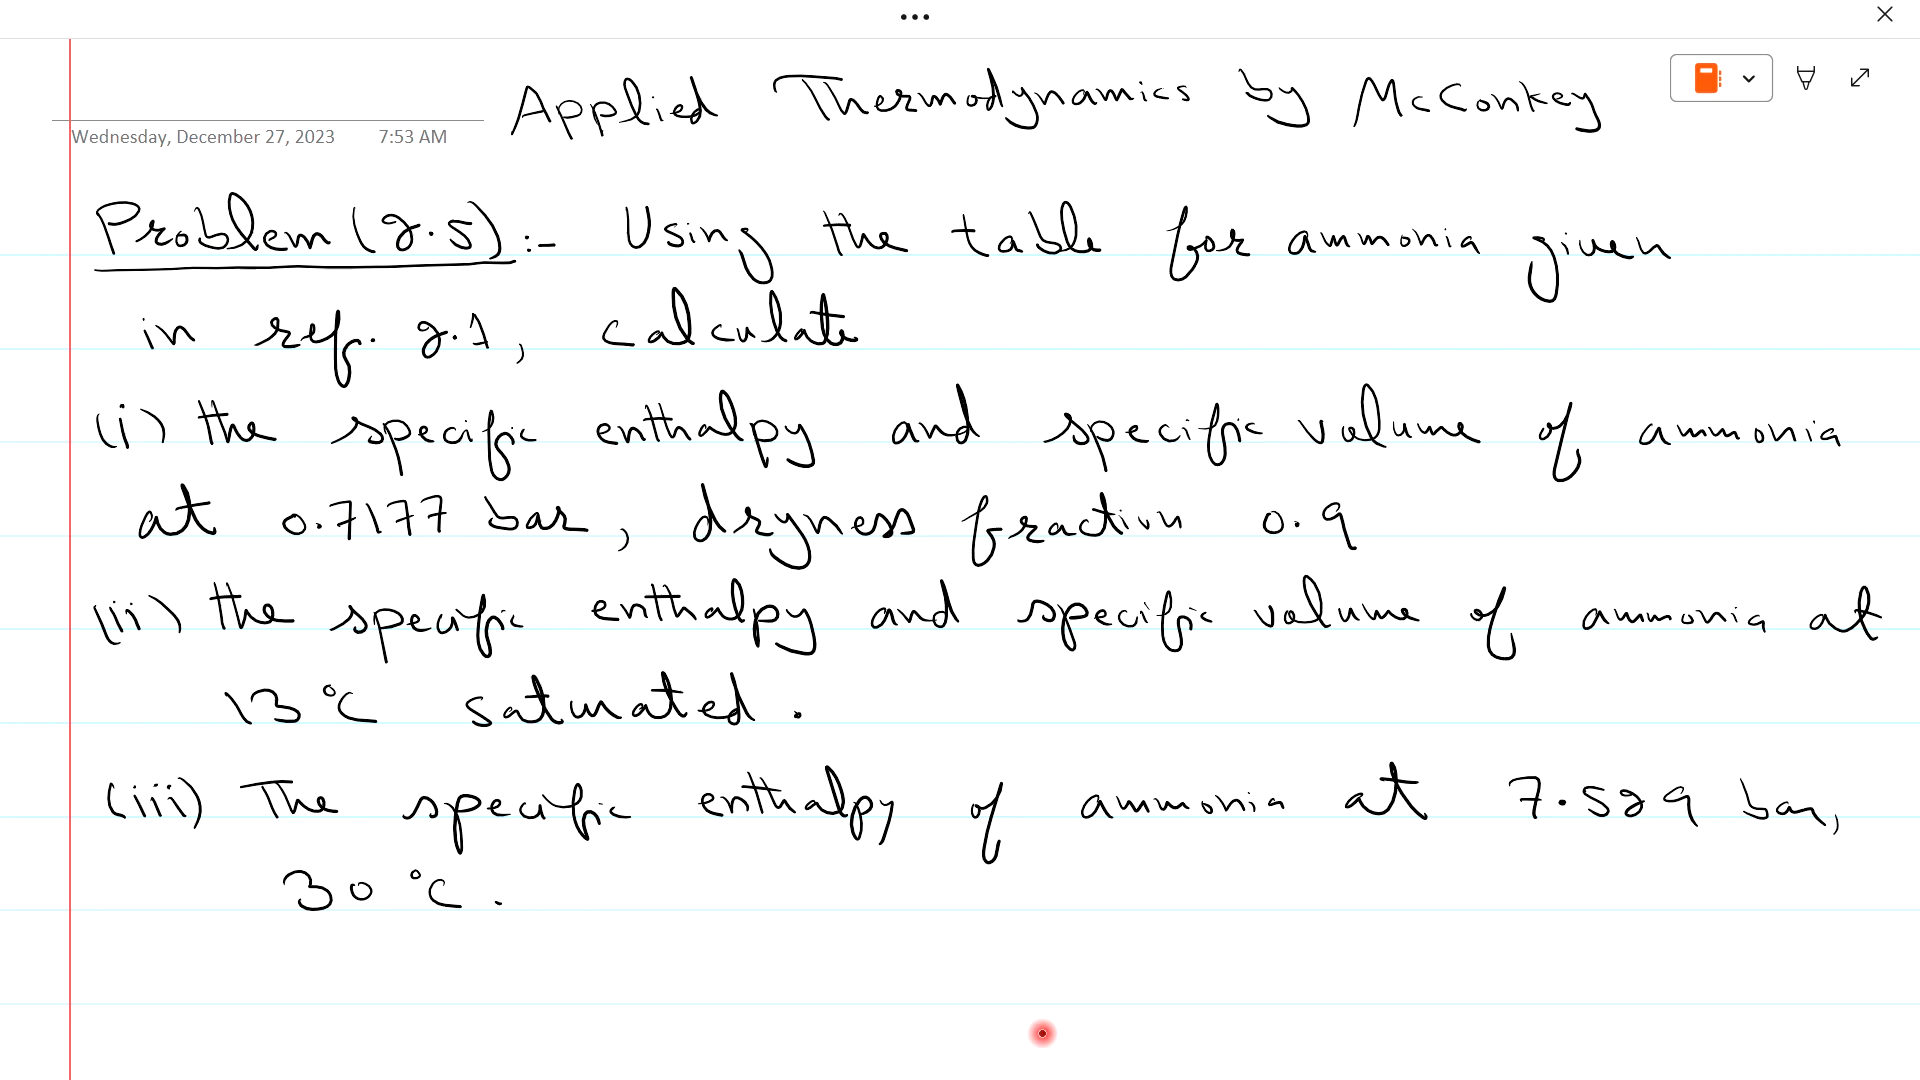 Applied Thermodynamics by McConkey
Wednesday, December 27, 2023 7:53 AM
Problem (2.5):- Using the table for ammonia given
in ref. 2.1, calculate
(i) the specific enthalpy and specific volume of ammonia
at 0.7177 bar, dryness fraction 0.9
(ii) the specific enthalpy and specific volume of ammonia at
13 °C saturated.
(iii) The specific enthalpy of ammonia at 7.529 bar,
30 °C.